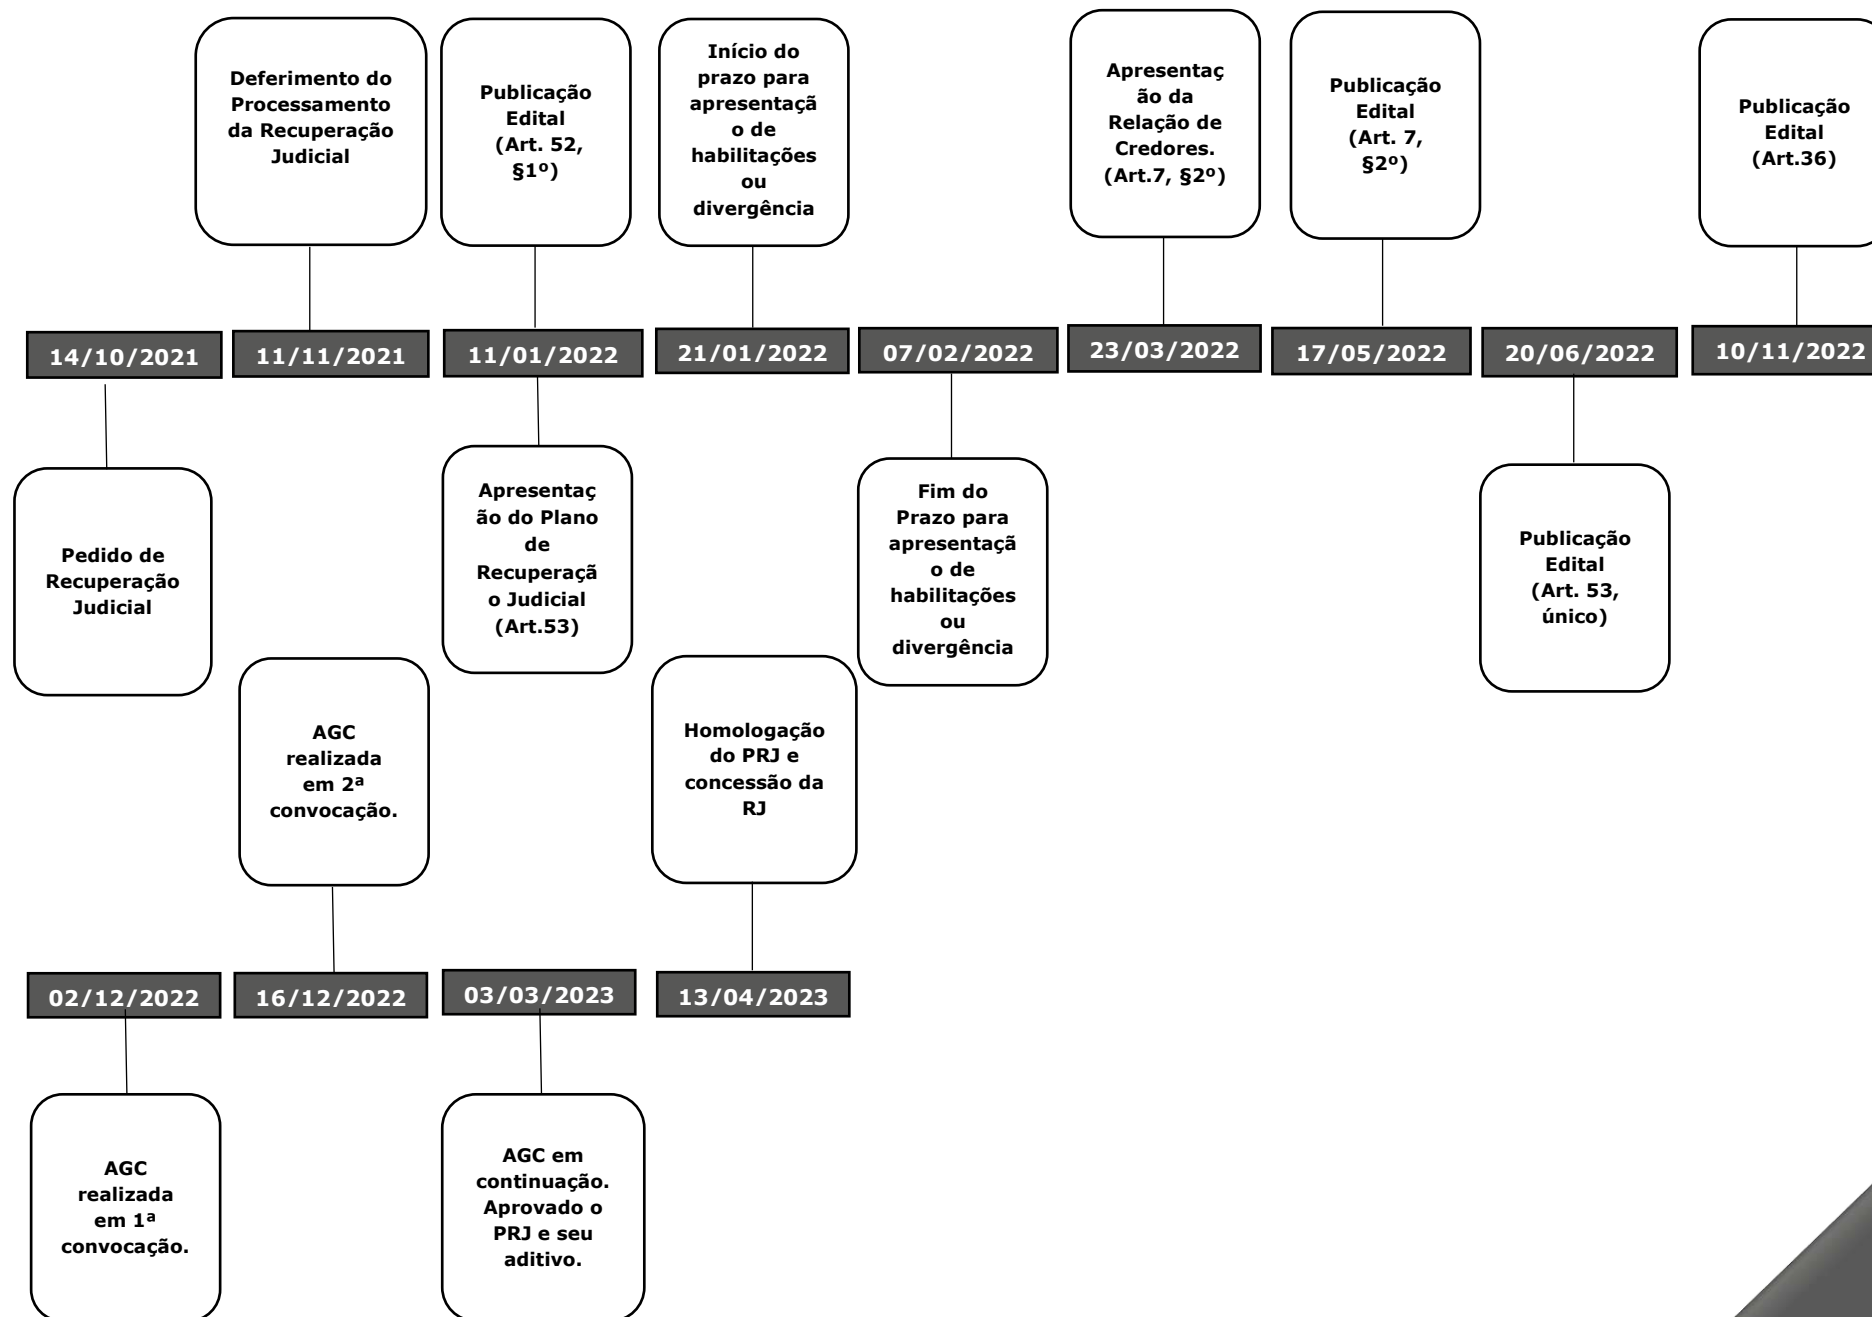 Deferimento do
Processamento
da Recuperação
Judicial
Publicação
Edital
(Art. 52,
§1º)
Início do
prazo para
apresentaçã
o de
habilitações
ou
divergência
Apresentaç
ão da
Relação de
Credores.
(Art.7, §2º)
Publicação
Edital
(Art. 7,
§2º)
Publicação
Edital
(Art.36)
14/10/2021
11/11/2021
11/01/2022
21/01/2022
07/02/2022
23/03/2022
17/05/2022
20/06/2022
10/11/2022
Pedido de
Recuperação
Judicial
Apresentaç
ão do Plano
de
Recuperaçã
o Judicial
(Art.53)
Fim do
Prazo para
apresentaçã
o de
habilitações
ou
divergência
Publicação
Edital
(Art. 53,
único)
AGC
realizada
em 2ª
convocação.
Homologação
do PRJ e
concessão da
RJ
02/12/2022
16/12/2022
03/03/2023
13/04/2023
AGC
realizada
em 1ª
convocação.
AGC em
continuação.
Aprovado o
PRJ e seu
aditivo.